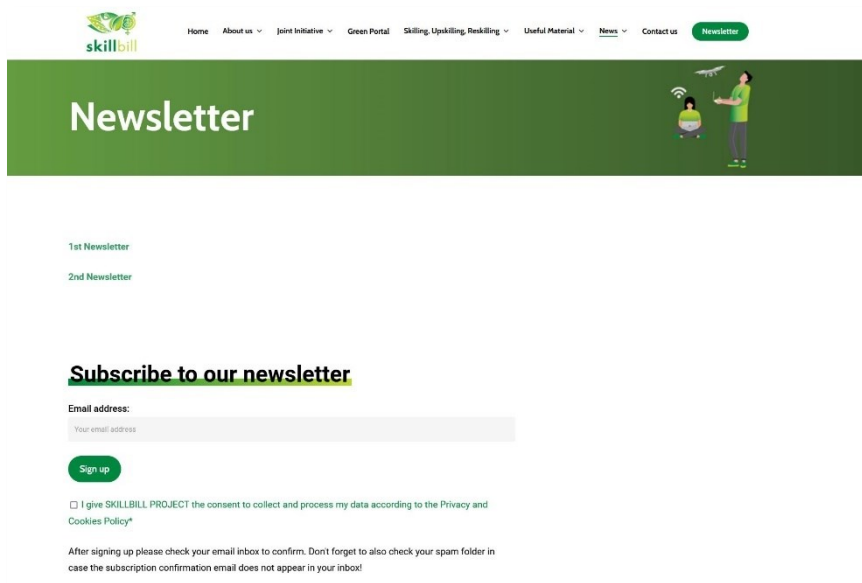 skillbill
Home About us Joint Initiative Green Portal Skilling, Upskilling, Reskilling Useful Material News Contact us Newsletter
Newsletter
1st Newsletter
2nd Newsletter
Subscribe to our newsletter
Email address:
Your email address
Sign up
I give SKILLBILL PROJECT the consent to collect and process my data according to the Privacy and
Cookies Policy*
After signing up please check your email inbox to confirm. Don't forget to also check your spam folder in
case the subscription confirmation email does not appear in your inbox!